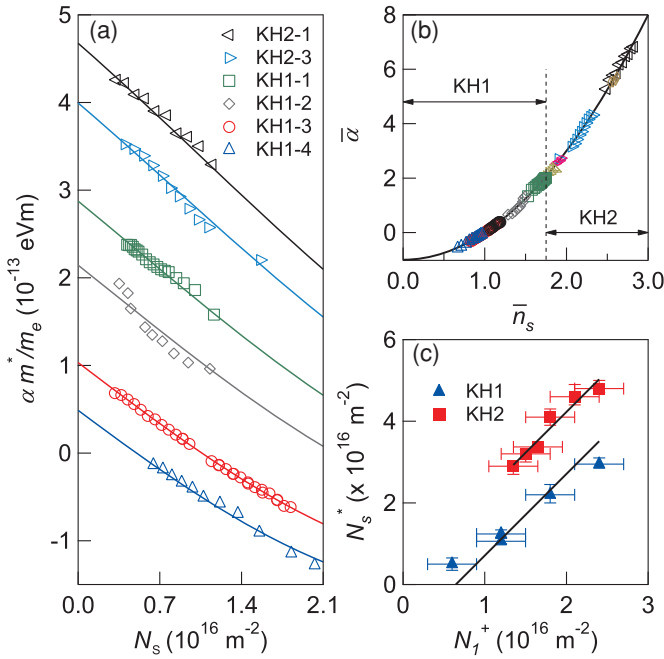 (a)
KH2-1
KH2-3
KH1-1
KH1-2
KH1-3
KH1-4
5
4
3
2
1
0
-1
α m*/mₑ (10⁻¹³ eVm)
0.0
0.7
1.4
2.1
Nₛ (10¹⁶ m⁻²)
(b)
KH1
KH2
8
6
4
2
0
α̅
0.0
1.0
2.0
3.0
n̅ₛ
(c)
KH1
KH2
6
4
2
0
Nₛ* (x 10¹⁶ m⁻²)
0
1
2
3
N₁⁺ (10¹⁶ m⁻²)